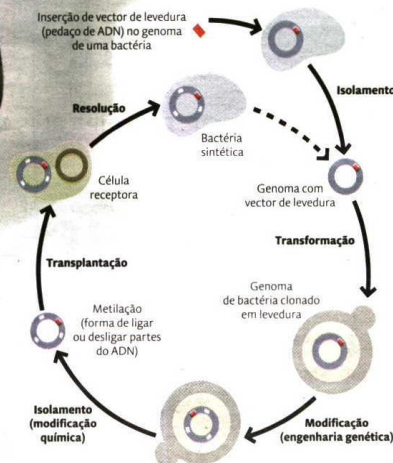 Inserção de vector de levedura
(pedaço de ADN) no genoma
de uma bactéria
Isolamento
Resolução
Bactéria
sintética
Célula
receptora
Genoma com
vector de levedura
Transformação
Transplantação
Genoma
de bactéria clonado
em levedura
Metilação
(forma de ligar
ou desligar partes
do ADN)
Isolamento
(modificação
química)
Modificação
(engenharia genética)